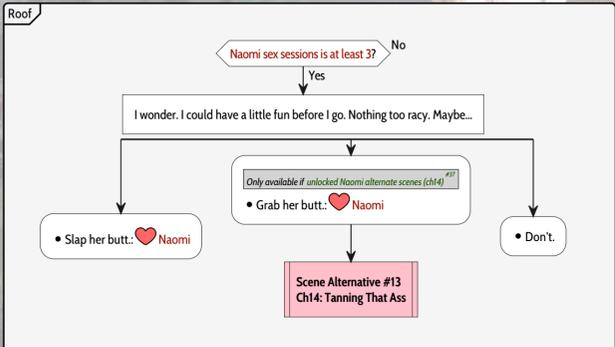 Roof
Naomi sex sessions is at least 3?
No
Yes
I wonder. I could have a little fun before I go. Nothing too racy. Maybe...
#37
Only available if unlocked Naomi alternate scenes (ch14)
• Grab her butt.: Naomi
• Slap her butt.: Naomi
• Don't.
Scene Alternative #13
Ch14: Tanning That Ass